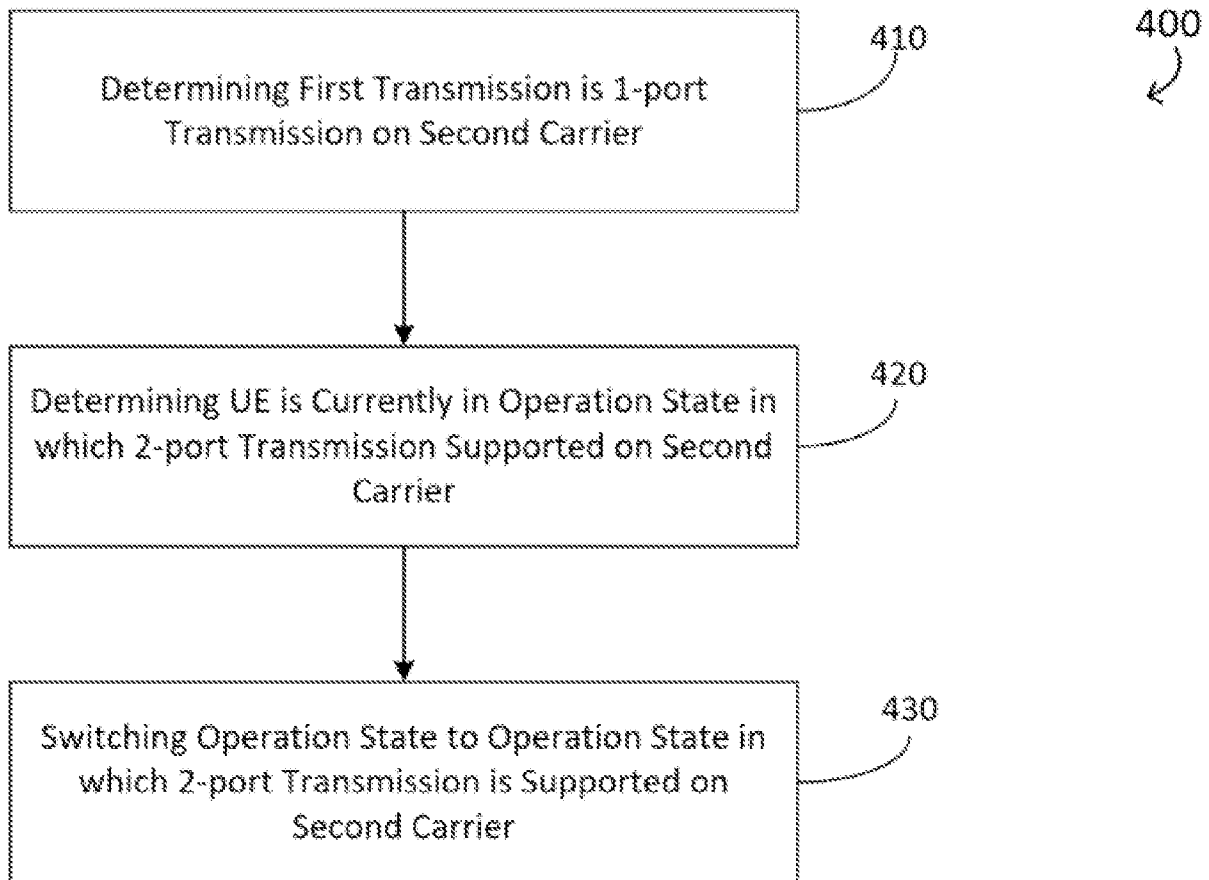 400
410
Determining First Transmission is 1-port
Transmission on Second Carrier
420
Determining UE is Currently in Operation State in
which 2-port Transmission Supported on Second
Carrier
430
Switching Operation State to Operation State in
which 2-port Transmission is Supported on
Second Carrier